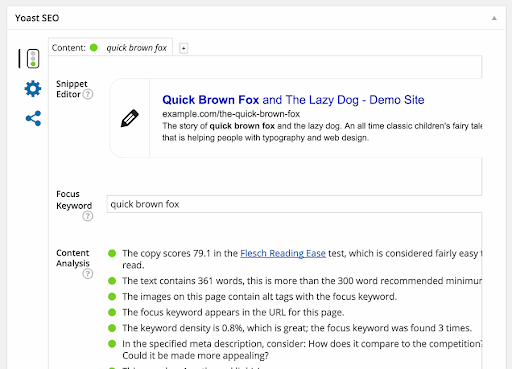 Yoast SEO
Content: quick brown fox +
Snippet
Editor ?
Quick Brown Fox and The Lazy Dog - Demo Site
example.com/the-quick-brown-fox
The story of quick brown fox and the lazy dog. An all time classic children's fairy tale
that is helping people with typography and web design.
Focus
Keyword
?
quick brown fox
Content
Analysis
?
The copy scores 79.1 in the Flesch Reading Ease test, which is considered fairly easy t
read.
The text contains 361 words, this is more than the 300 word recommended minimum
The images on this page contain alt tags with the focus keyword.
The focus keyword appears in the URL for this page.
The keyword density is 0.8%, which is great; the focus keyword was found 3 times.
In the specified meta description, consider: How does it compare to the competition?
Could it be made more appealing?